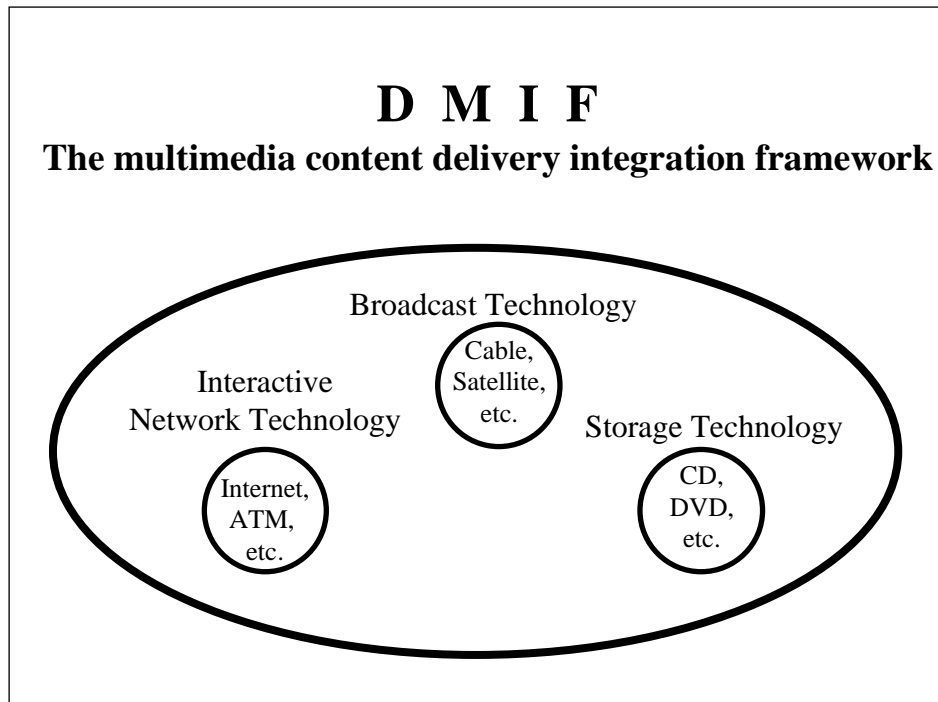 D M I F
The multimedia content delivery integration framework
Broadcast Technology
Cable,
Satellite,
etc.
Interactive
Network Technology
Internet,
ATM,
etc.
Storage Technology
CD,
DVD,
etc.